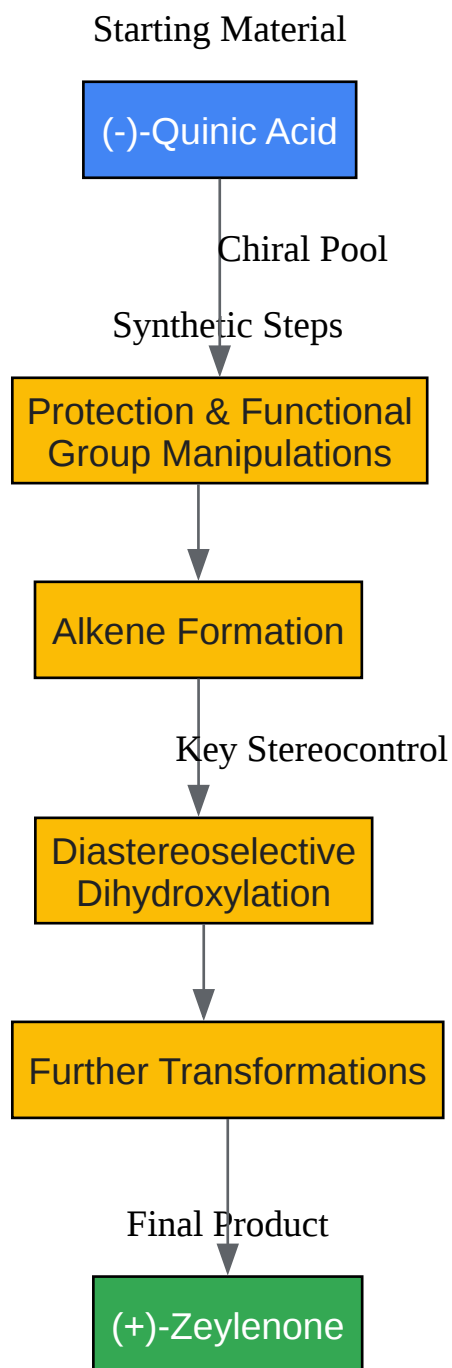 Starting Material
(-)-Quinic Acid
Chiral Pool
Synthetic Steps
Protection & Functional
Group Manipulations
Alkene Formation
Key Stereocontrol
Diastereoselective
Dihydroxylation
Further Transformations
Final Product
(+)-Zeylenone